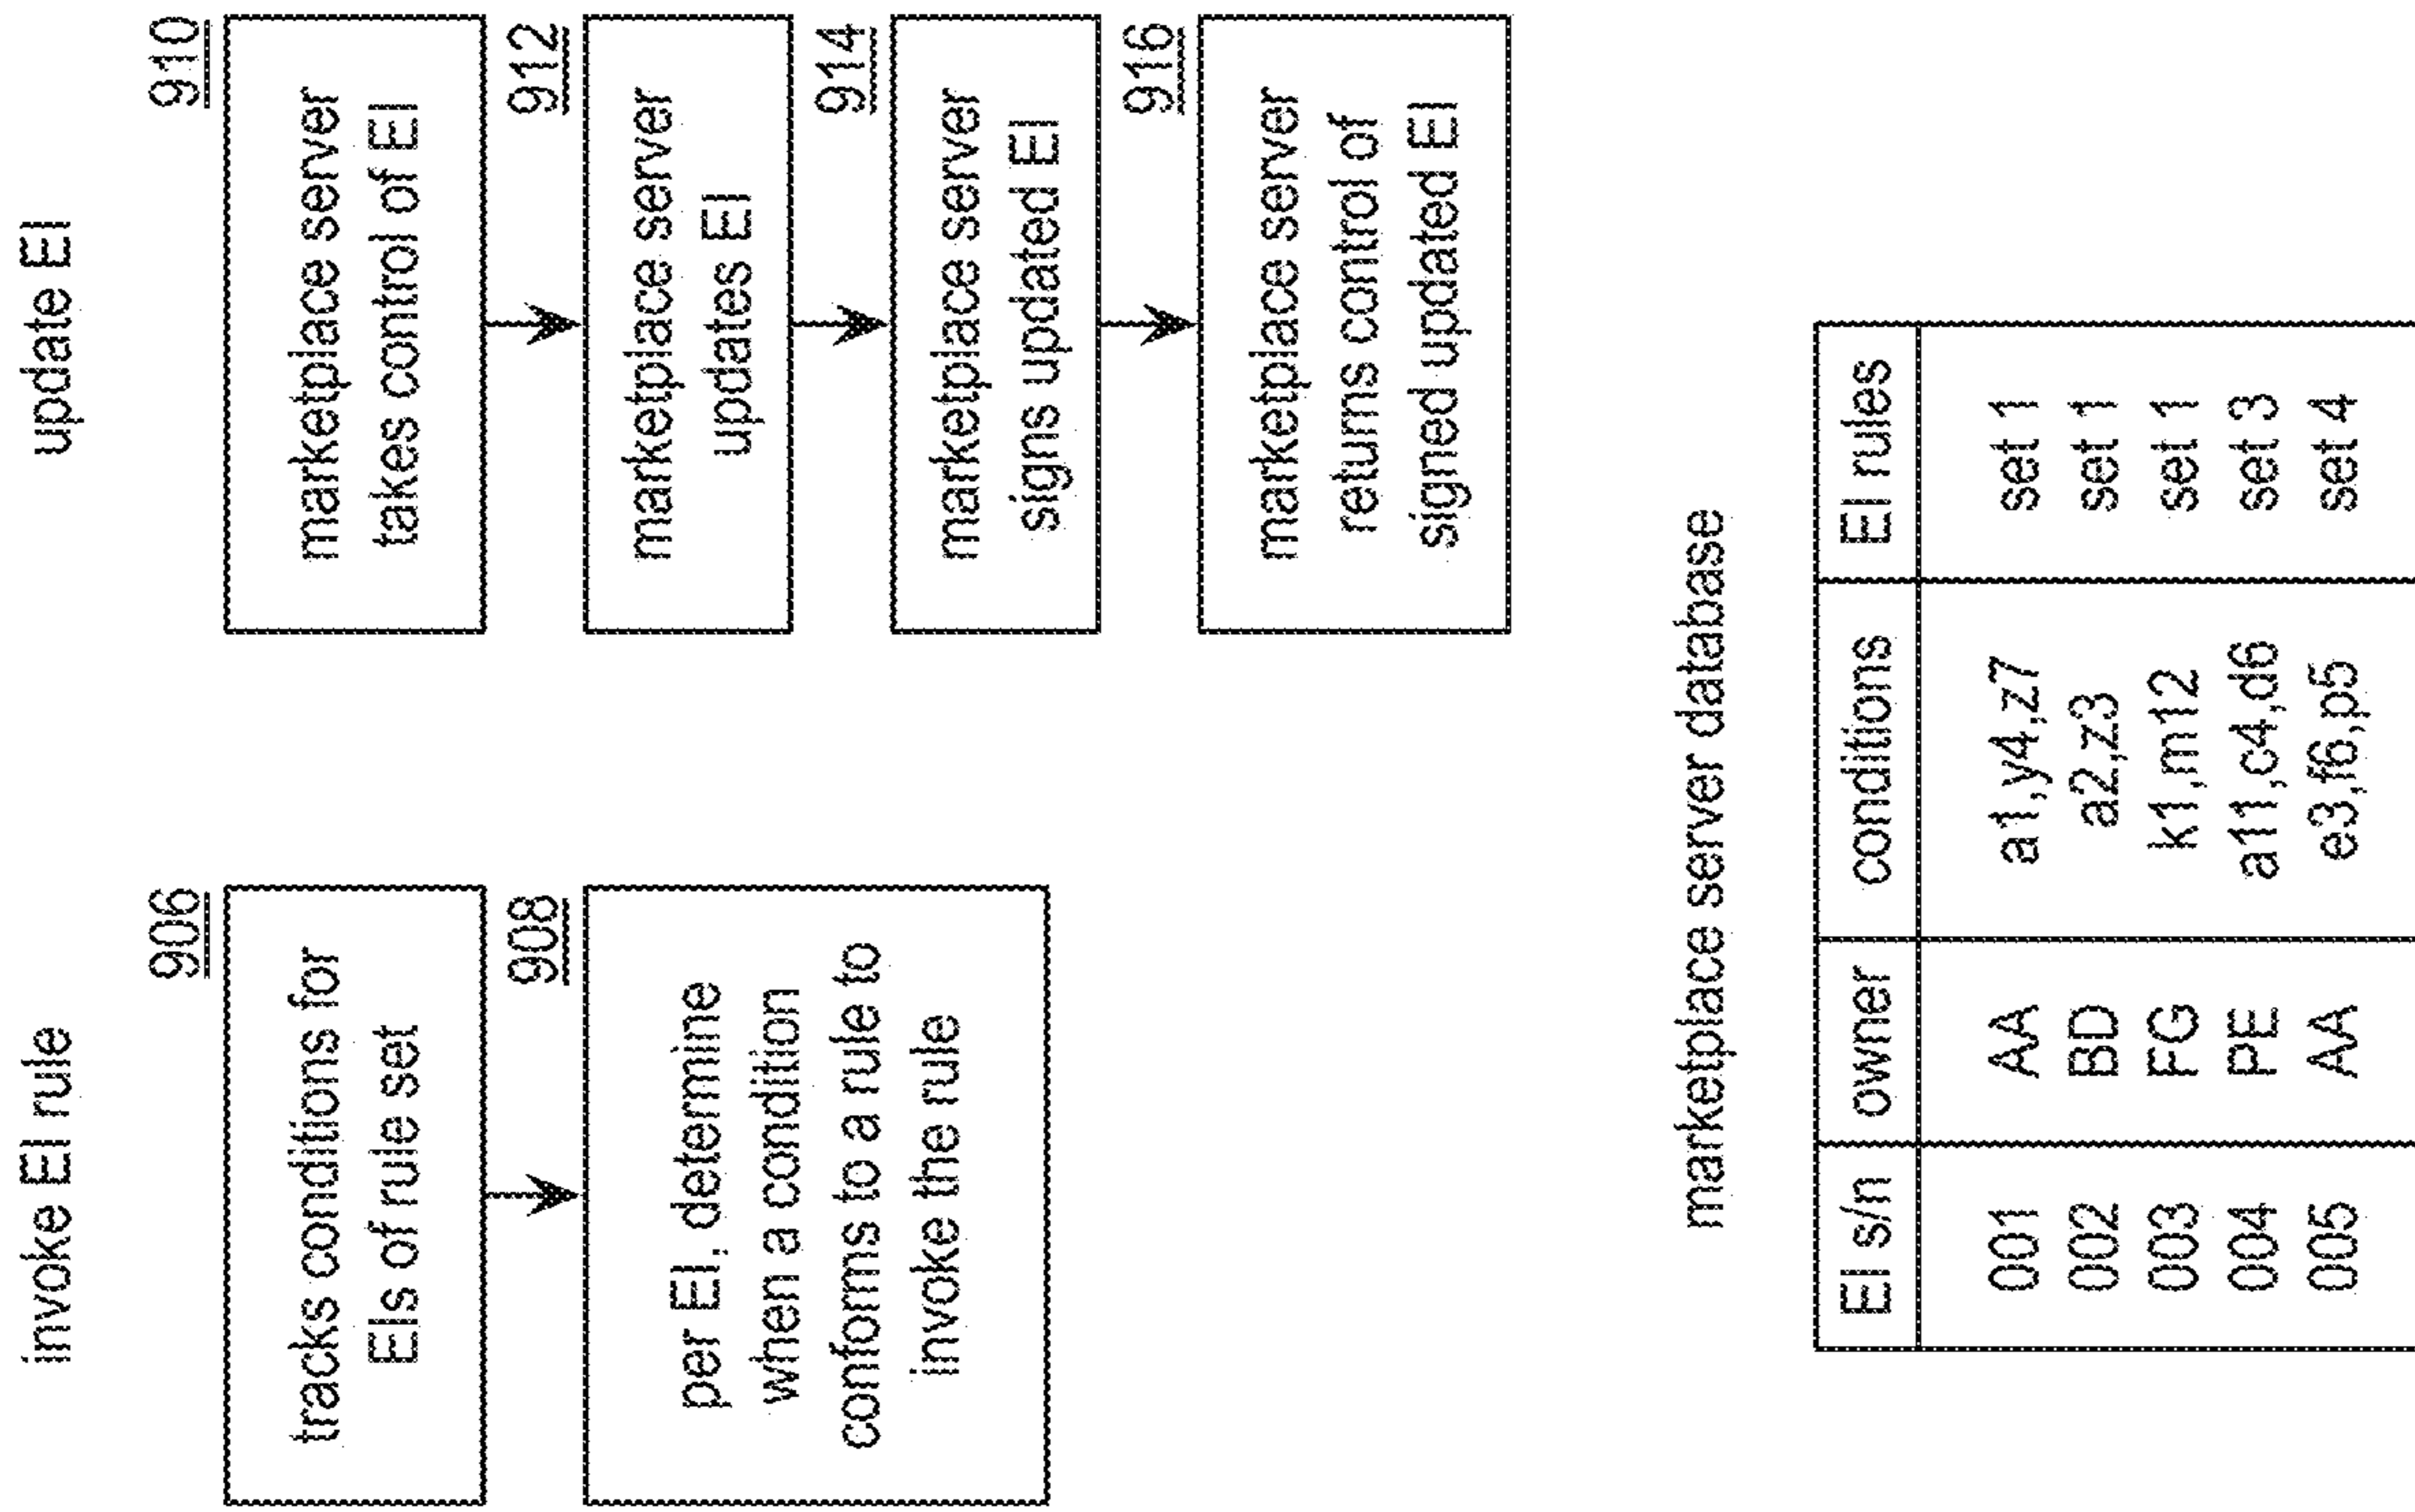 invoke EI rule
906
tracks conditions for
EIs of rule set
908
per EI, determine
when a condition
conforms to a rule to
invoke the rule
update EI
910
marketplace server
takes control of EI
912
marketplace server
updates EI
914
marketplace server
signs updated EI
916
marketplace server
returns control of
signed updated EI
marketplace server database
EI s/n owner conditions EI rules
001 AA a1,y4,z7 set 1
002 BD a2,z3 set 1
003 FG k1,m12 set 1
004 PE a11,c4,d6 set 3
005 AA e3,f6,p5 set 4